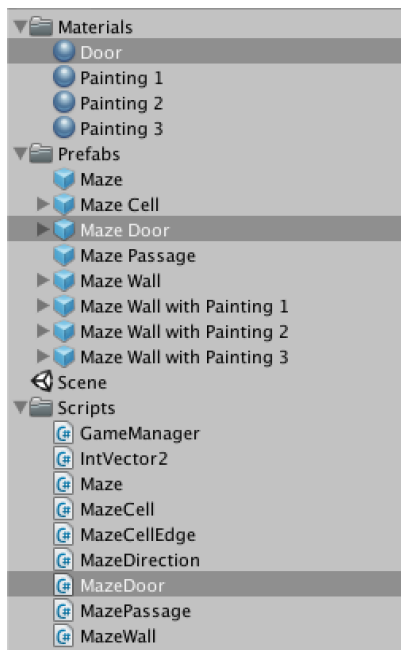 Materials
Door
Painting 1
Painting 2
Painting 3
Prefabs
Maze
Maze Cell
Maze Door
Maze Passage
Maze Wall
Maze Wall with Painting 1
Maze Wall with Painting 2
Maze Wall with Painting 3
Scene
Scripts
C# GameManager
C# IntVector2
C# Maze
C# MazeCell
C# MazeCellEdge
C# MazeDirection
C# MazeDoor
C# MazePassage
C# MazeWall